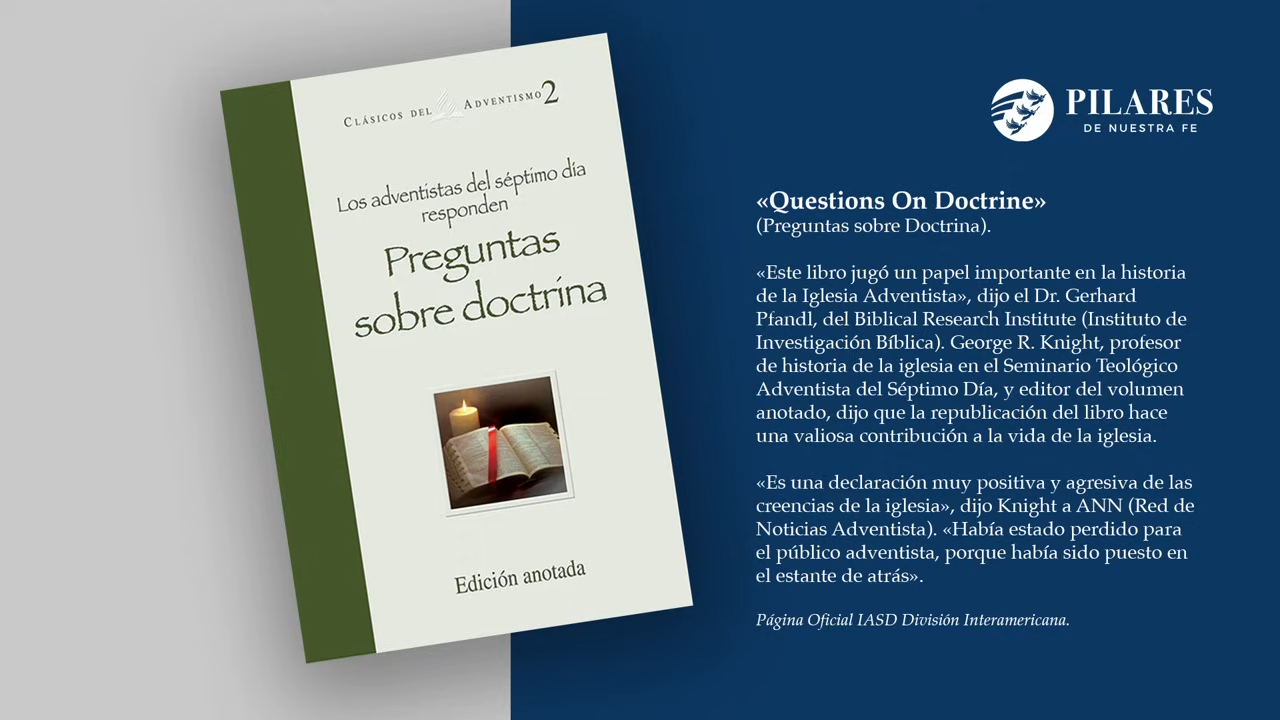 CLÁSICOS DEL ADVENTISMO 2
Los adventistas del séptimo día
responden
Preguntas
sobre doctrina
Edición anotada
PILARES
DE NUESTRA FE
«Questions On Doctrine»
(Preguntas sobre Doctrina).
«Este libro jugó un papel importante en la historia
de la Iglesia Adventista», dijo el Dr. Gerhard
Pfandl, del Biblical Research Institute (Instituto de
Investigación Bíblica). George R. Knight, profesor
de historia de la iglesia en el Seminario Teológico
Adventista del Séptimo Día, y editor del volumen
anotado, dijo que la republicación del libro hace
una valiosa contribución a la vida de la iglesia.
«Es una declaración muy positiva y agresiva de las
creencias de la iglesia», dijo Knight a ANN (Red de
Noticias Adventista). «Había estado perdido para
el público adventista, porque había sido puesto en
el estante de atrás».
Página Oficial IASD División Interamericana.